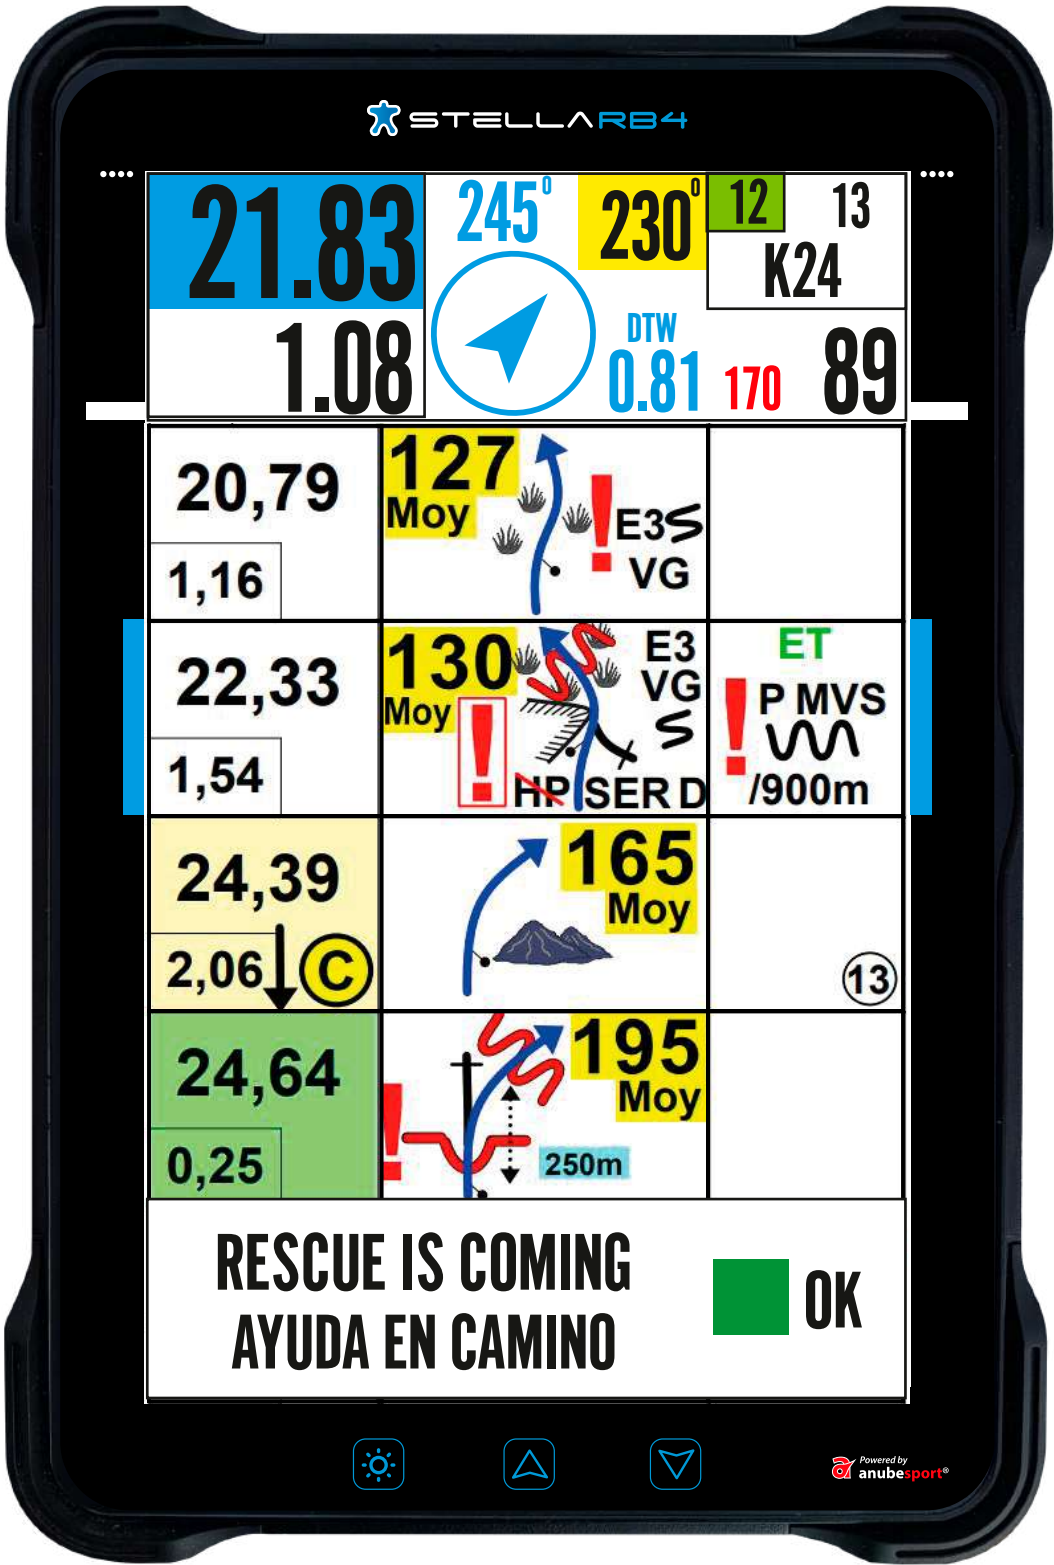 STELLARB4
21.83
1.08
245°
230°
DTW
0.81
12 13
K24
170 89
20,79
1,16
127
Moy
!
E3
VG
22,33
1,54
130
Moy
!
E3
VG
HP SER D
ET
!
P MVS
/900m
24,39
2,06
C
165
Moy
13
24,64
0,25
!
195
Moy
250m
RESCUE IS COMING
AYUDA EN CAMINO
OK
Powered by
anubesport®